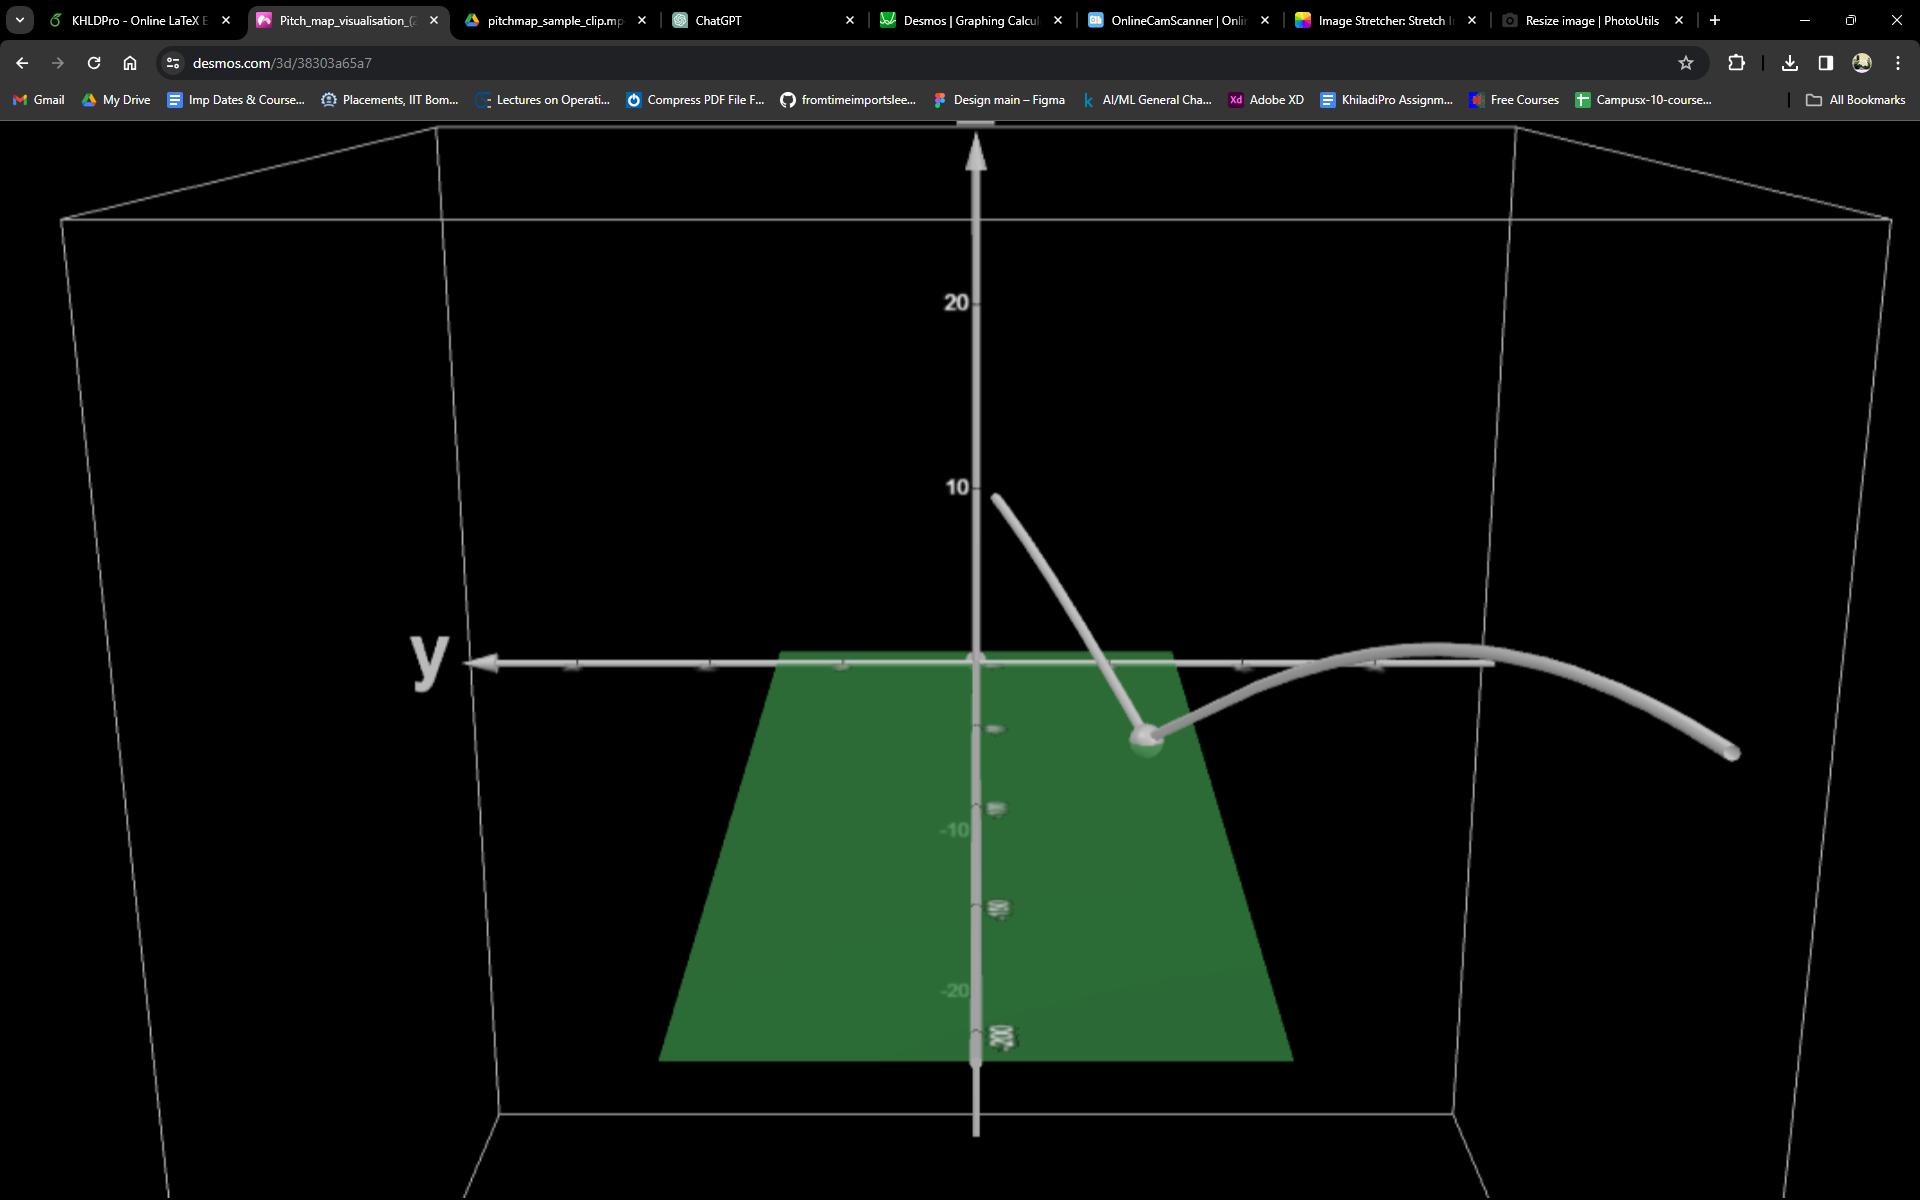 KHLDPro - Online LaTeX E
Pitch_map_visualisation_(2
pitchmap_sample_clip.mp
ChatGPT
Desmos | Graphing Calcul
OnlineCamScanner | Onlin
Image Stretcher: Stretch I
Resize image | PhotoUtils
desmos.com/3d/38303a65a7
Gmail
My Drive
Imp Dates & Course...
Placements, IIT Bom...
Lectures on Operati...
Compress PDF File F...
fromtimeimportslee...
Design main – Figma
AI/ML General Cha...
Xd
Adobe XD
KhiladiPro Assignm...
Free Courses
Campusx-10-course...
All Bookmarks
20
10
y
-10
-20